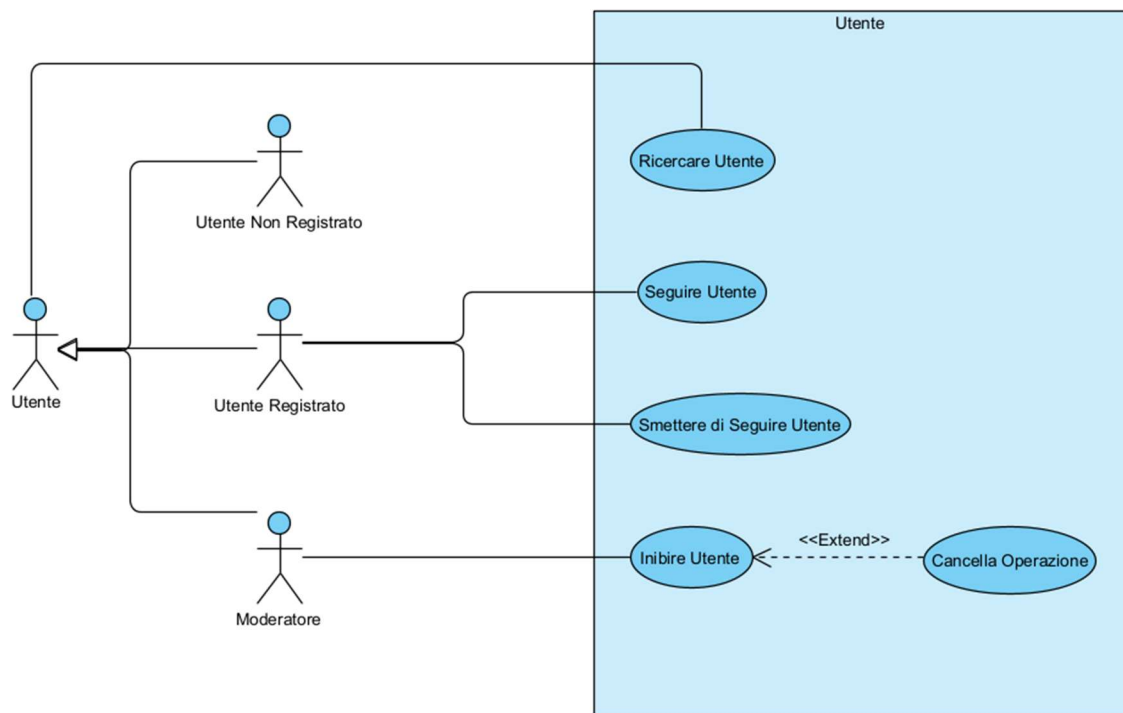 Utente
Ricercare Utente
Utente Non Registrato
Seguire Utente
Utente
Utente Registrato
Smettere di Seguire Utente
<<Extend>>
Inibire Utente
Cancella Operazione
Moderatore